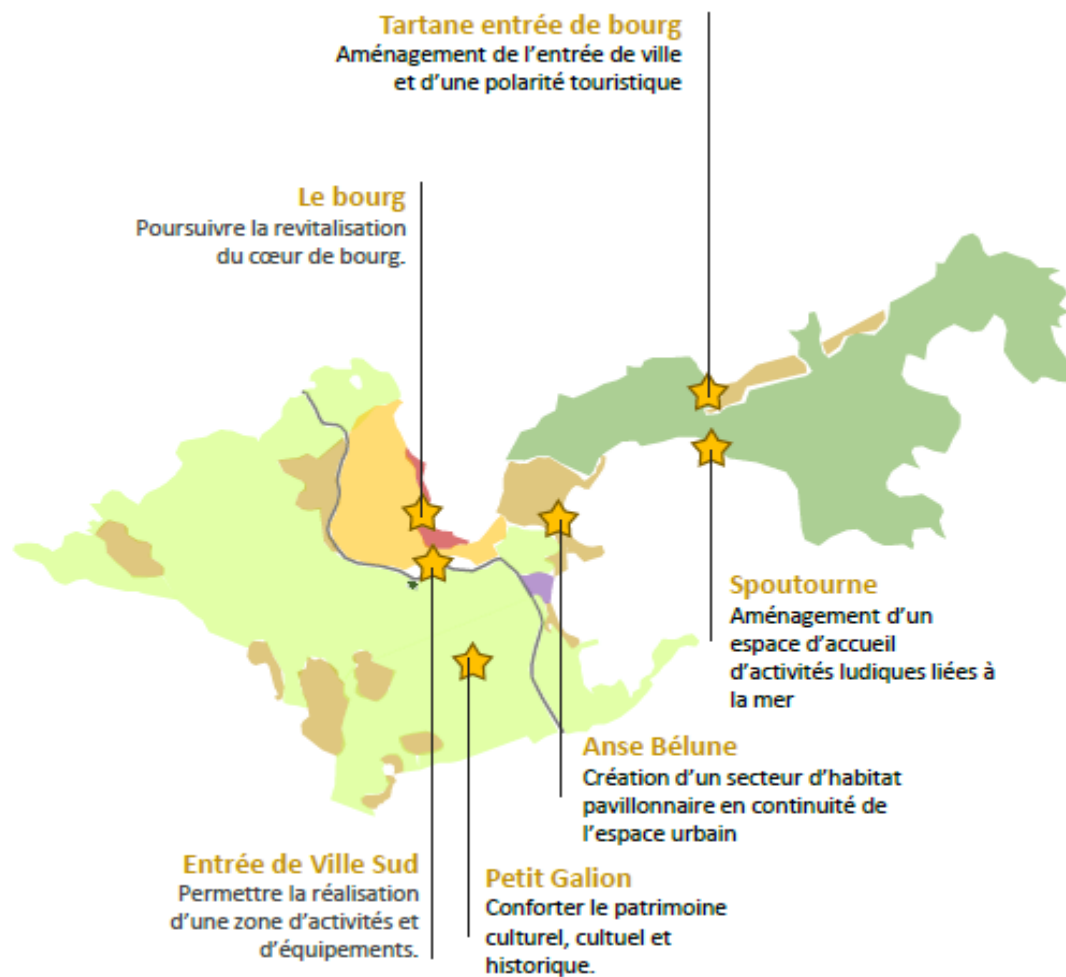 Tartane entrée de bourg
Aménagement de l'entrée de ville
et d'une polarité touristique
Le bourg
Poursuivre la revitalisation
du cœur de bourg.
Spoutourne
Aménagement d'un
espace d'accueil
d'activités ludiques liées à
la mer
Anse Bélune
Création d'un secteur d'habitat
pavillonnaire en continuité de
l'espace urbain
Entrée de Ville Sud
Permettre la réalisation
d'une zone d'activités et
d'équipements.
Petit Galion
Conforter le patrimoine
culturel, cultuel et
historique.